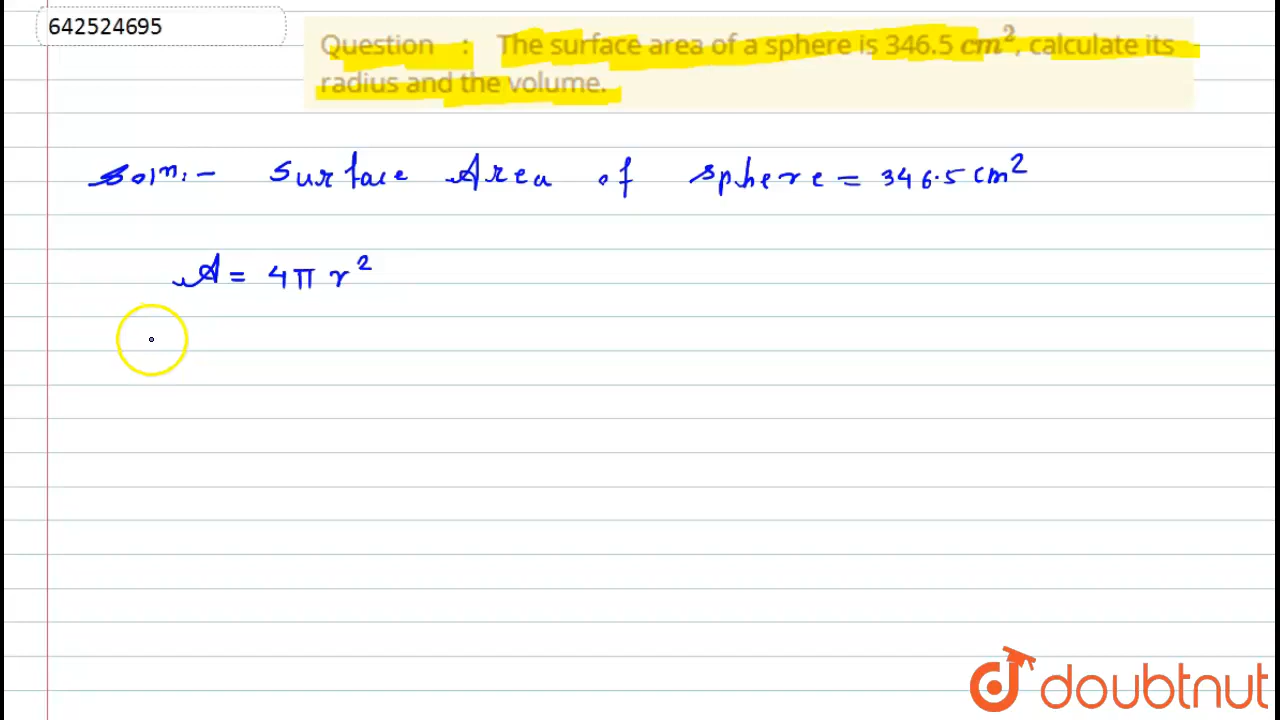 642524695
Question : The surface area of a sphere is 346.5 cm², calculate its
radius and the volume.
Soln:- Surface Area of sphere = 346.5 cm²
A = 4π r²
doubtnut